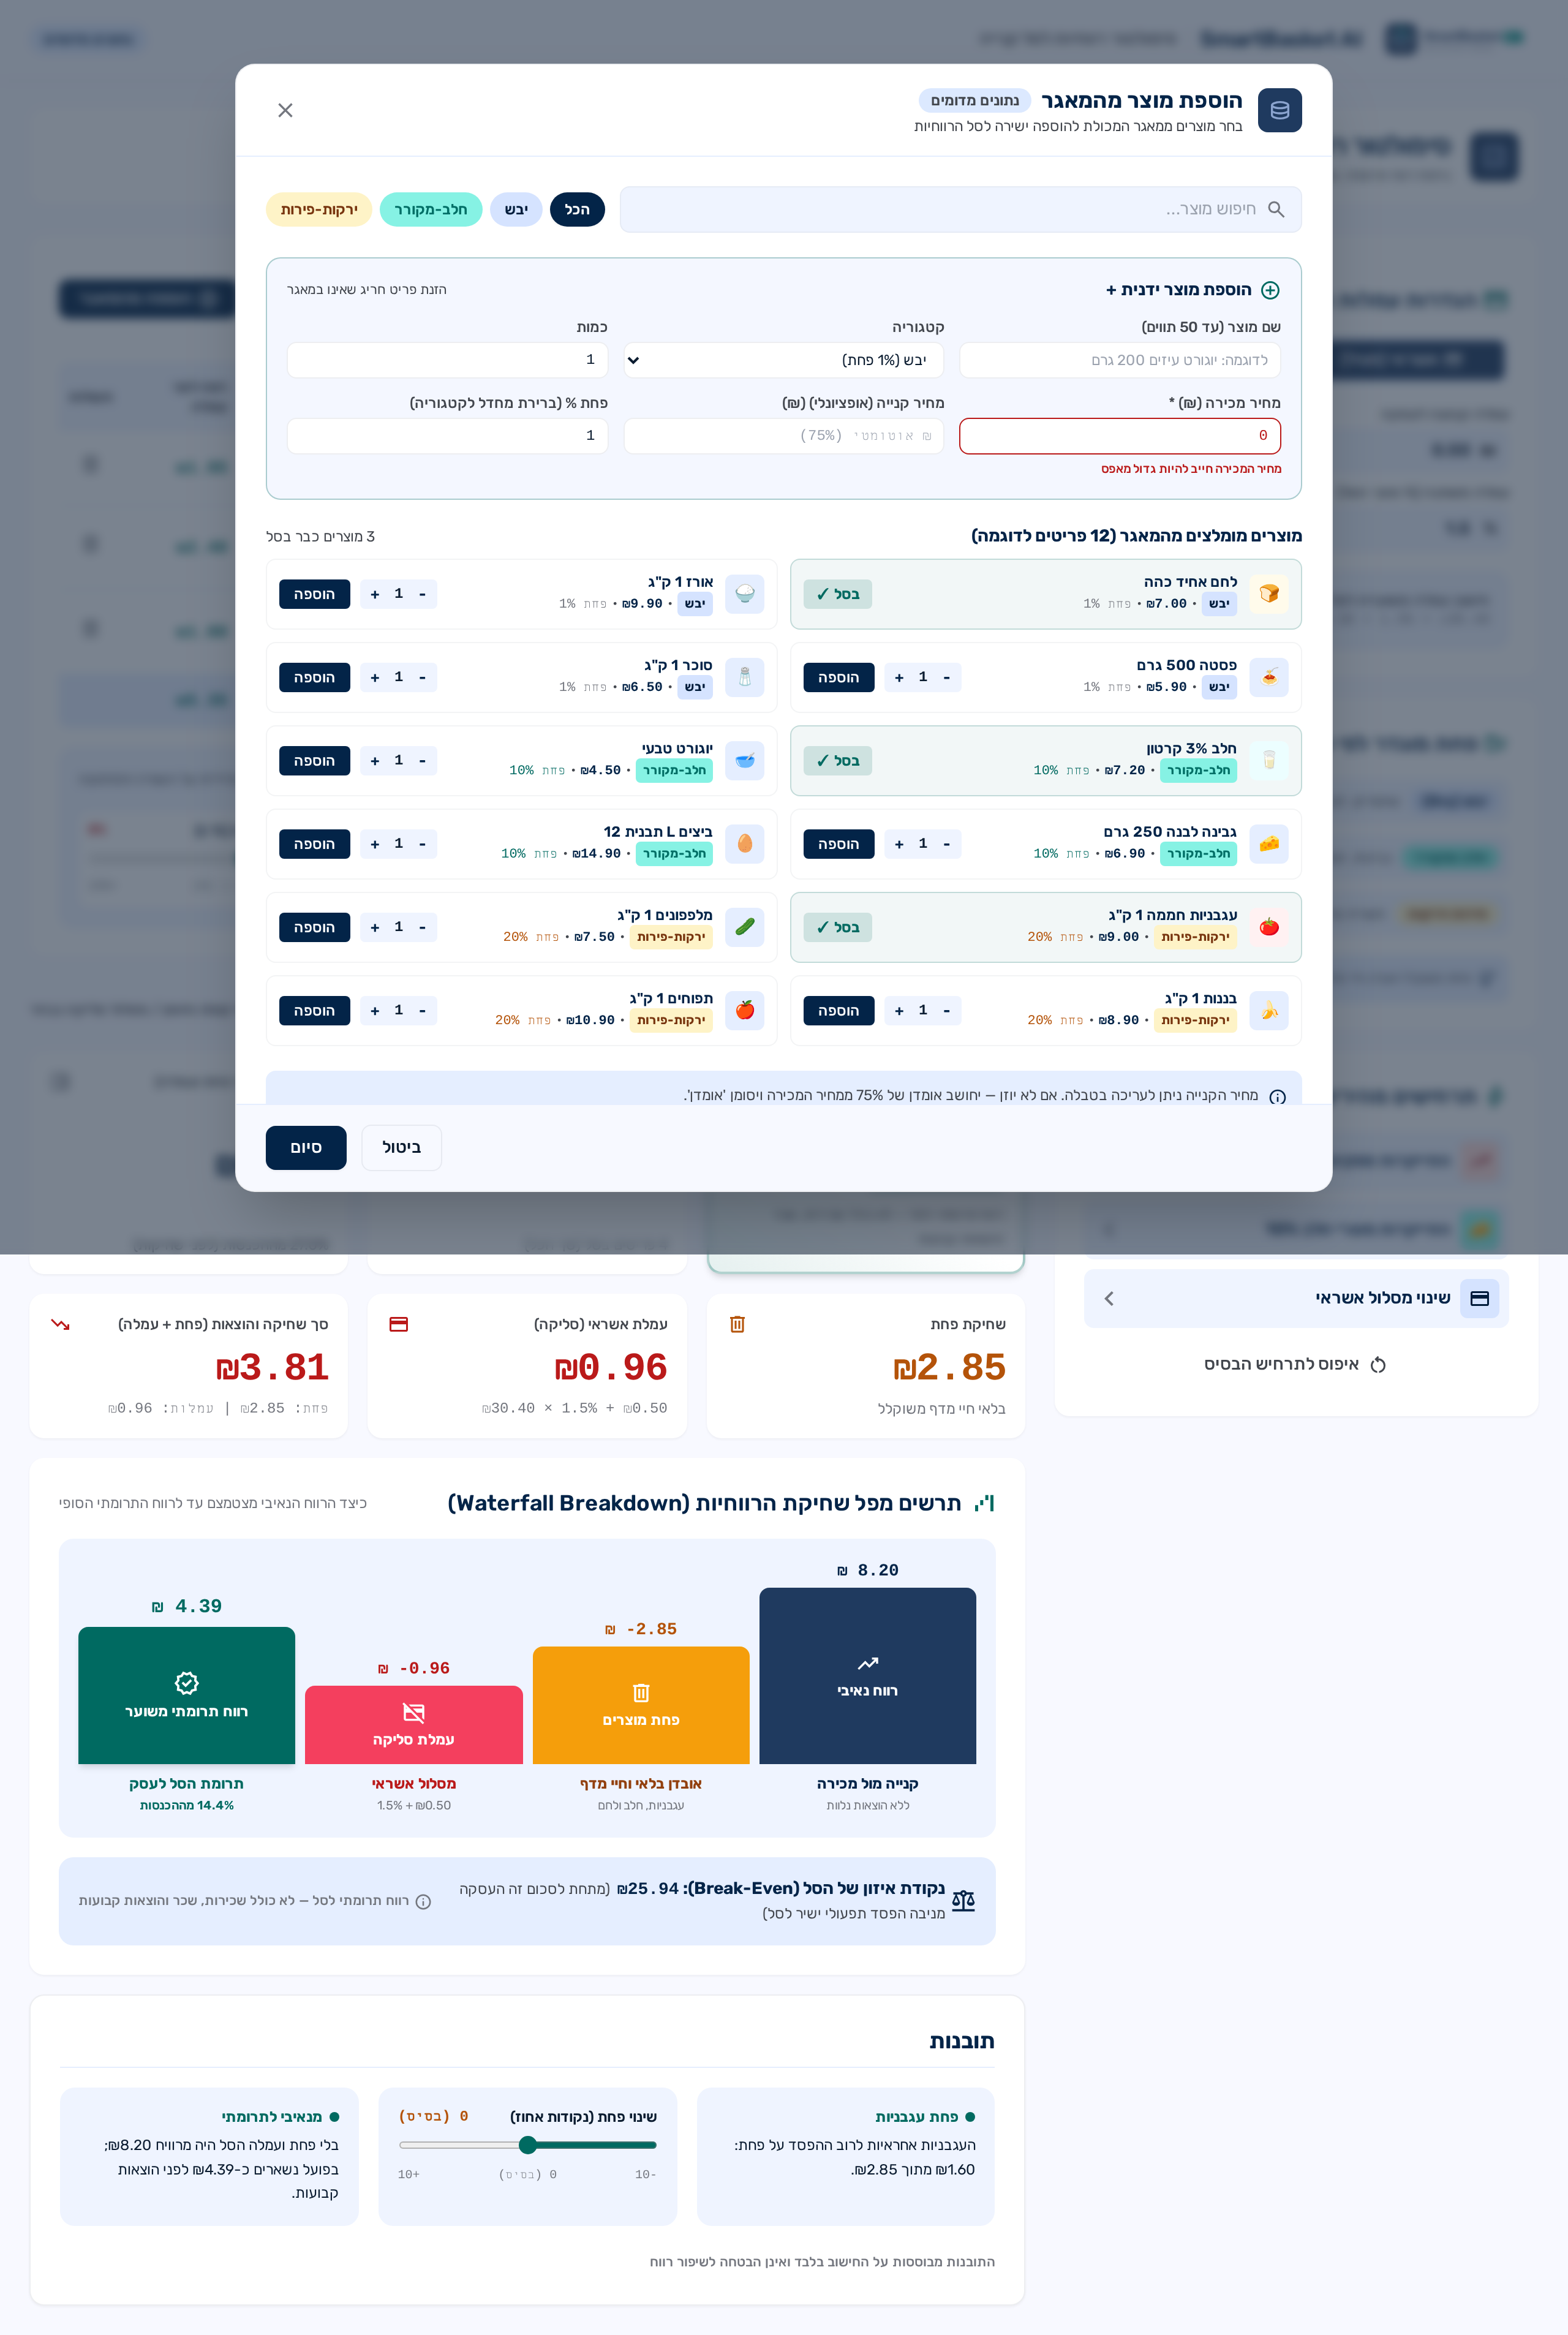 SmartBasket AI
הוספת מוצר מהמאגר
נתונים מדומים
בחר מוצרים ממאגר המכולת להוספה ישירה לסל הרווחיות
חיפוש מוצר...
הכל
יבש
חלב-מקורר
ירקות-פירות
הוספת מוצר ידנית +
הזנת פריט חריג שאינו במאגר
שם מוצר (עד 50 תווים)
קטגוריה
כמות
לדוגמה: יוגורט עיזים 200 גרם
יבש (1% פחת)
1
מחיר מכירה (₪) *
מחיר קנייה (אופציונלי) (₪)
פחת % (ברירת מחדל לקטגוריה)
0
₪ אוטומטי (75%)
1
מחיר המכירה חייב להיות גדול מאפס
מוצרים מומלצים מהמאגר (12 פריטים לדוגמה)
3 מוצרים כבר בסל
לחם אחיד כהה
יבש • ₪7.00 • פחת 1%
בסל ✓
אורז 1 ק"ג
יבש • ₪9.90 • פחת 1%
- 1 +
הוספה
פסטה 500 גרם
יבש • ₪5.90 • פחת 1%
- 1 +
הוספה
סוכר 1 ק"ג
יבש • ₪6.50 • פחת 1%
- 1 +
הוספה
חלב 3% קרטון
חלב-מקורר • ₪7.20 • פחת 10%
בסל ✓
יוגורט טבעי
חלב-מקורר • ₪4.50 • פחת 10%
- 1 +
הוספה
גבינה לבנה 250 גרם
חלב-מקורר • ₪6.90 • פחת 10%
- 1 +
הוספה
ביצים L תבנית 12
חלב-מקורר • ₪14.90 • פחת 10%
- 1 +
הוספה
עגבניות חממה 1 ק"ג
ירקות-פירות • ₪9.00 • פחת 20%
בסל ✓
מלפפונים 1 ק"ג
ירקות-פירות • ₪7.50 • פחת 20%
- 1 +
הוספה
בננות 1 ק"ג
ירקות-פירות • ₪8.90 • פחת 20%
- 1 +
הוספה
תפוחים 1 ק"ג
ירקות-פירות • ₪10.90 • פחת 20%
- 1 +
הוספה
מחיר הקנייה ניתן לעריכה בטבלה. אם לא יוזן — יחושב אומדן של 75% ממחיר המכירה ויסומן 'אומדן'.
ביטול
סיום
שינוי מסלול אשראי
איפוס לתרחיש הבסיס
שחיקת פחת
₪2.85
בלאי חיי מדף משוקלל
עמלת אשראי (סליקה)
₪0.96
₪30.40 × 1.5% + ₪0.50
סך שחיקה והוצאות (פחת + עמלה)
₪3.81
פחת: ₪2.85 | עמלות: ₪0.96
תרשים מפל שחיקת הרווחיות (Waterfall Breakdown)
כיצד הרווח הנאיבי מצטמצם עד לרווח התרומתי הסופי
₪ 8.20
רווח נאיבי
קנייה מול מכירה
ללא הוצאות נלוות
₪ -2.85
פחת מוצרים
אובדן בלאי וחיי מדף
עגבניות, חלב ולחם
₪ -0.96
עמלת סליקה
מסלול אשראי
1.5% + ₪0.50
₪ 4.39
רווח תרומתי משוער
תרומת הסל לעסק
14.4% מההכנסות
נקודת איזון של הסל (Break-Even): ₪25.94 (מתחת לסכום זה העסקה
מניבה הפסד תפעולי ישיר לסל)
רווח תרומתי לסל — לא כולל שכירות, שכר והוצאות קבועות
תובנות
פחת עגבניות
העגבניות אחראיות לרוב ההפסד על פחת:
₪1.60 מתוך ₪2.85.
שינוי פחת (נקודות אחוז)
0 (בסיס)
-10
0 (בסיס)
+10
מנאיבי לתרומתי
בלי פחת ועמלה הסל היה מרוויח ₪8.20;
בפועל נשארים כ-₪4.39 לפני הוצאות
קבועות.
התובנות מבוססות על החישוב בלבד ואינן הבטחה לשיפור רווח